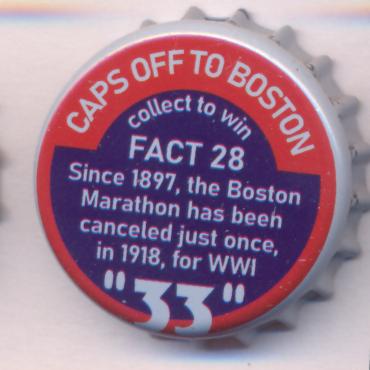 CAPS OFF TO BOSTON
collect to win
FACT 28
Since 1897, the Boston
Marathon has been
canceled just once,
in 1918, for WWI
"33"